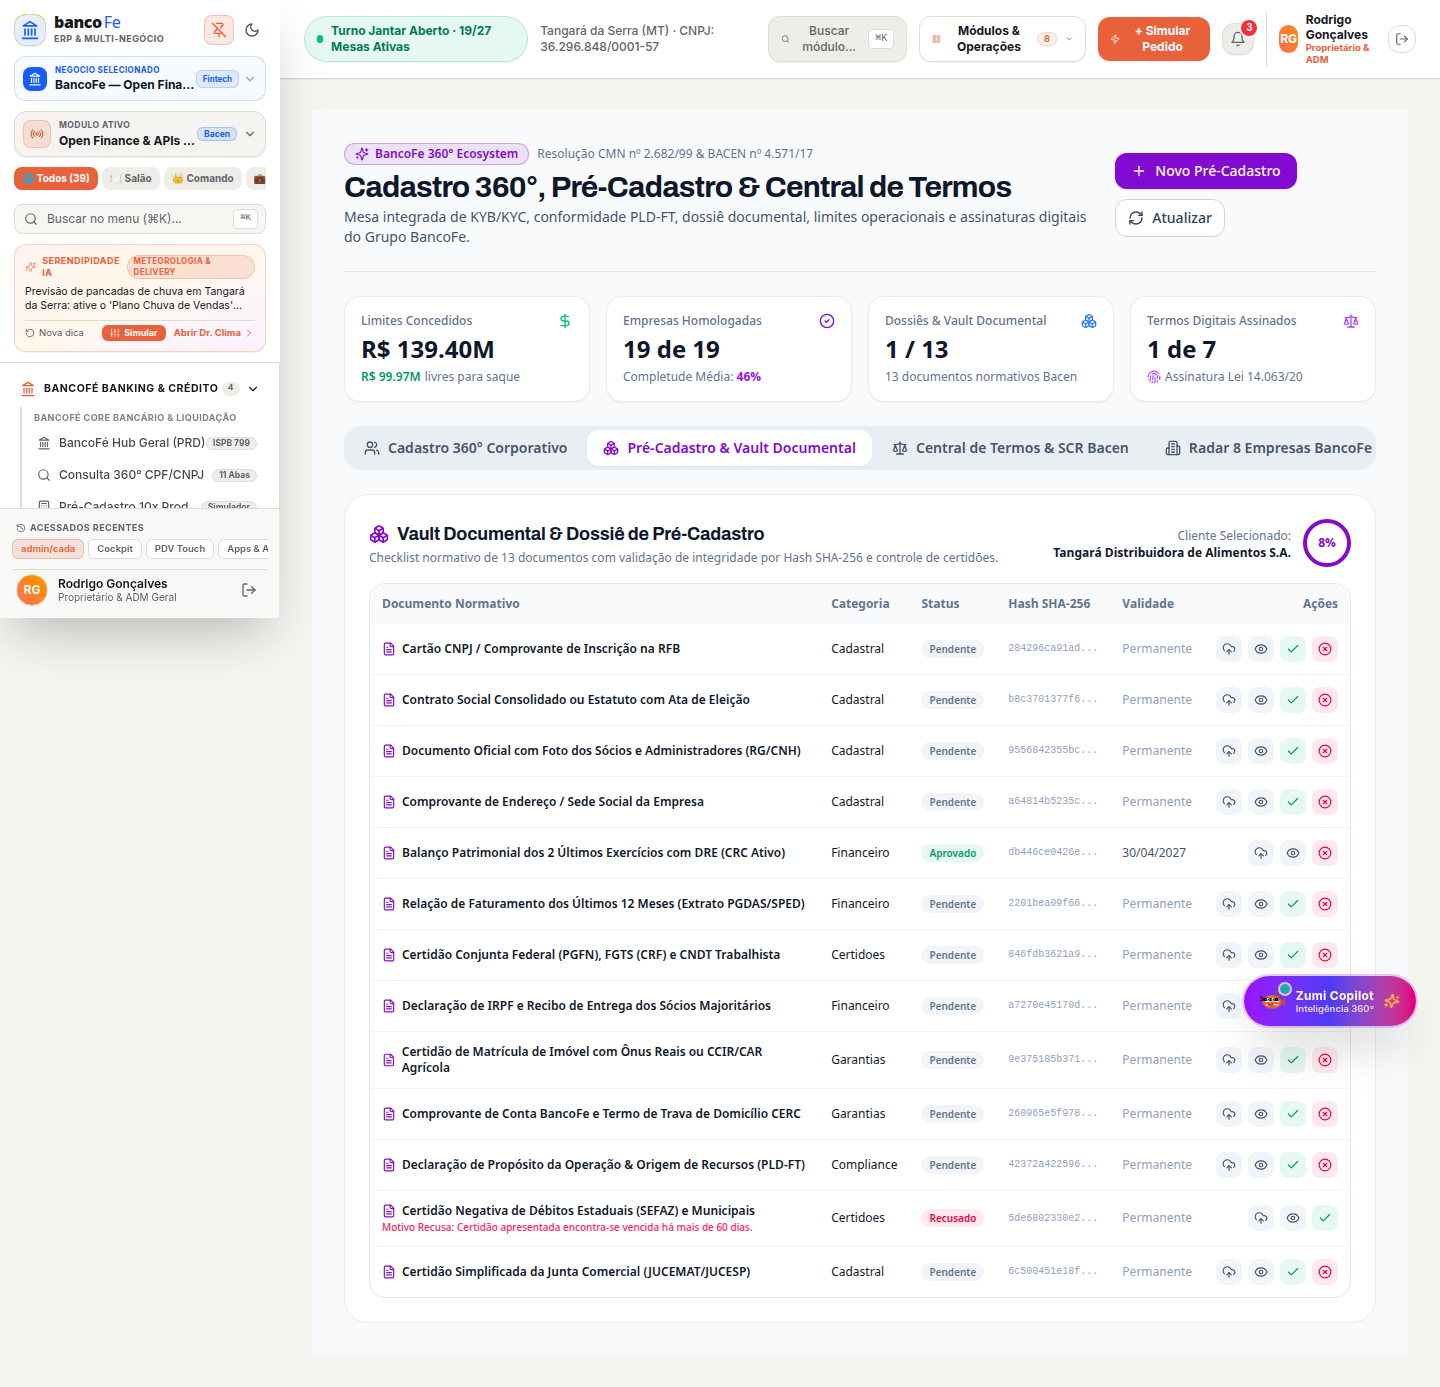 bancoFe
ERP & MULTI-NEGÓCIO
NEGÓCIO SELECIONADO
BancoFe — Open Fina...
Fintech
MÓDULO ATIVO
Open Finance & APIs ...
Bacen
Todos (39)
Salão
Comando
Buscar no menu (⌘K)...
⌘K
SERENDIPIDADE IA
METEOROLOGIA & DELIVERY
Previsão de pancadas de chuva em Tangará
da Serra: ative o 'Plano Chuva de Vendas'...
Nova dica
Simular
Abrir Dr. Clima
BANCOFÉ BANKING & CRÉDITO
4
BANCOFÉ CORE BANCÁRIO & LIQUIDAÇÃO
BancoFé Hub Geral (PRD)
ISPB 799
Consulta 360° CPF/CNPJ
11 Abas
Pré-Cadastro 10x Prod
Simulador
ACESSADOS RECENTES
admin/cada
Cockpit
PDV Touch
Apps & A
RG
Rodrigo Gonçalves
Proprietário & ADM Geral
Turno Jantar Aberto · 19/27
Mesas Ativas
Tangará da Serra (MT) · CNPJ:
36.296.848/0001-57
Buscar
módulo...
⌘K
Módulos &
Operações
8
+ Simular
Pedido
3
RG
Rodrigo
Gonçalves
Proprietário &
ADM
BancoFe 360° Ecosystem
Resolução CMN nº 2.682/99 & BACEN nº 4.571/17
Cadastro 360°, Pré-Cadastro & Central de Termos
Mesa integrada de KYB/KYC, conformidade PLD-FT, dossiê documental, limites operacionais e assinaturas digitais
do Grupo BancoFe.
Novo Pré-Cadastro
Atualizar
Limites Concedidos
R$ 139.40M
R$ 99.97M livres para saque
Empresas Homologadas
19 de 19
Completude Média: 46%
Dossiês & Vault Documental
1 / 13
13 documentos normativos Bacen
Termos Digitais Assinados
1 de 7
Assinatura Lei 14.063/20
Cadastro 360° Corporativo
Pré-Cadastro & Vault Documental
Central de Termos & SCR Bacen
Radar 8 Empresas BancoFe
Vault Documental & Dossiê de Pré-Cadastro
Checklist normativo de 13 documentos com validação de integridade por Hash SHA-256 e controle de certidões.
Cliente Selecionado:
Tangará Distribuidora de Alimentos S.A.
8%
Documento Normativo Categoria Status Hash SHA-256 Validade Ações
Cartão CNPJ / Comprovante de Inscrição na RFB Cadastral Pendente 284296ca91ad... Permanente
Contrato Social Consolidado ou Estatuto com Ata de Eleição Cadastral Pendente b8c3701377f6... Permanente
Documento Oficial com Foto dos Sócios e Administradores (RG/CNH) Cadastral Pendente 9556842355bc... Permanente
Comprovante de Endereço / Sede Social da Empresa Cadastral Pendente a64814b5235c... Permanente
Balanço Patrimonial dos 2 Últimos Exercícios com DRE (CRC Ativo) Financeiro Aprovado db446ce0426e... 30/04/2027
Relação de Faturamento dos Últimos 12 Meses (Extrato PGDAS/SPED) Financeiro Pendente 2201bea09f66... Permanente
Certidão Conjunta Federal (PGFN), FGTS (CRF) e CNDT Trabalhista Certidoes Pendente 846fdb3621a9... Permanente
Declaração de IRPF e Recibo de Entrega dos Sócios Majoritários Financeiro Pendente a7270e45170d... Permanente
Zumi Copilot
Inteligência 360°
Certidão de Matrícula de Imóvel com Ônus Reais ou CCIR/CAR
Agrícola Garantias Pendente 9e375185b371... Permanente
Comprovante de Conta BancoFe e Termo de Trava de Domicílio CERC Garantias Pendente 260965e5f978... Permanente
Declaração de Propósito da Operação & Origem de Recursos (PLD-FT) Compliance Pendente 42372a422596... Permanente
Certidão Negativa de Débitos Estaduais (SEFAZ) e Municipais
Motivo Recusa: Certidão apresentada encontra-se vencida há mais de 60 dias. Certidoes Recusado 5de6802330e2... Permanente
Certidão Simplificada da Junta Comercial (JUCEMAT/JUCESP) Cadastral Pendente 6c500451e18f... Permanente